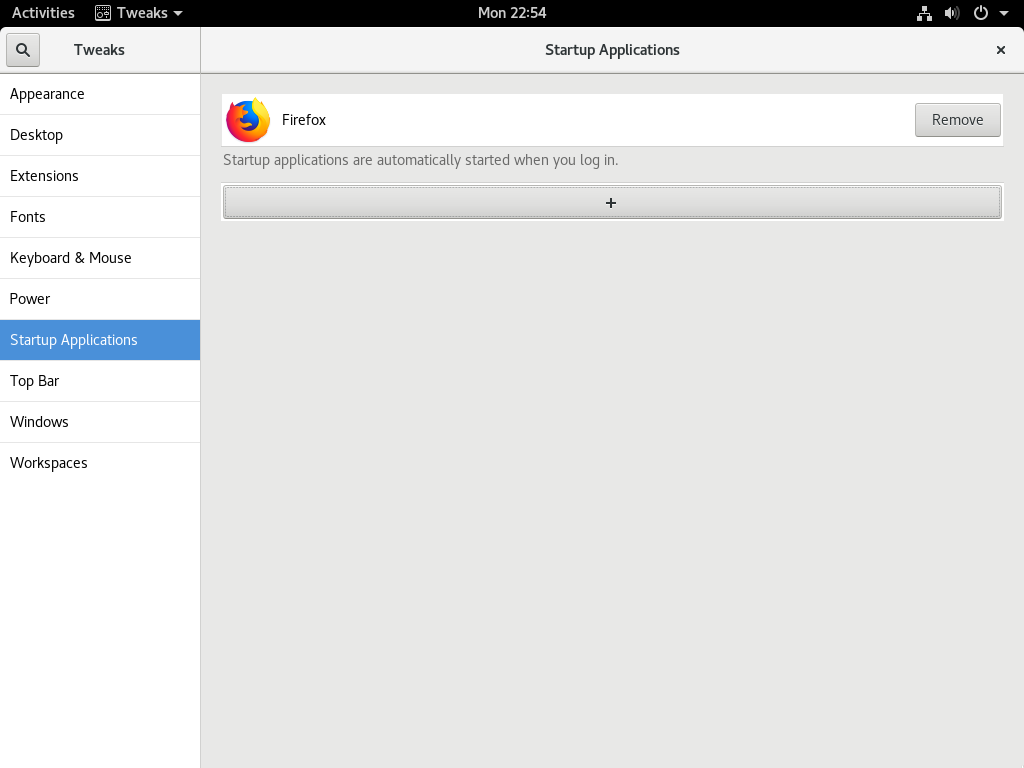 Activities Tweaks Mon 22:54
Tweaks Startup Applications
Appearance
Desktop
Extensions
Fonts
Keyboard & Mouse
Power
Startup Applications
Top Bar
Windows
Workspaces
Firefox Remove
Startup applications are automatically started when you log in.
+